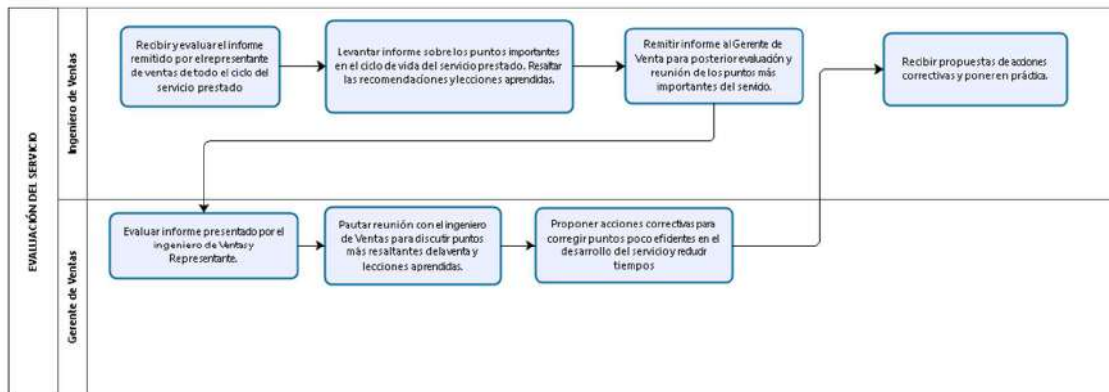 EVALUACIÓN DEL SERVICIO
Ingeniero de Ventas
Recibir y evaluar el informe
remitido por el representante
de ventas de todo el ciclo del
servicio prestado
Levantar informe sobre los puntos importantes
en el ciclo de vida del servicio prestado. Resaltar
las recomendaciones y lecciones aprendidas.
Remitir informe al Gerente de
Venta para posterior evaluación y
reunión de los puntos más
importantes del servicio.
Recibir propuestas de acciones
correctivas y poner en práctica.
Gerente de Ventas
Evaluar informe presentado por el
ingeniero de Ventas y
Representante.
Pautar reunión con el ingeniero
de Ventas para discutir puntos
más resaltantes de la venta y
lecciones aprendidas.
Proponer acciones correctivas para
corregir puntos poco efidentes en el
desarrollo del servicio y reducir
tiempos